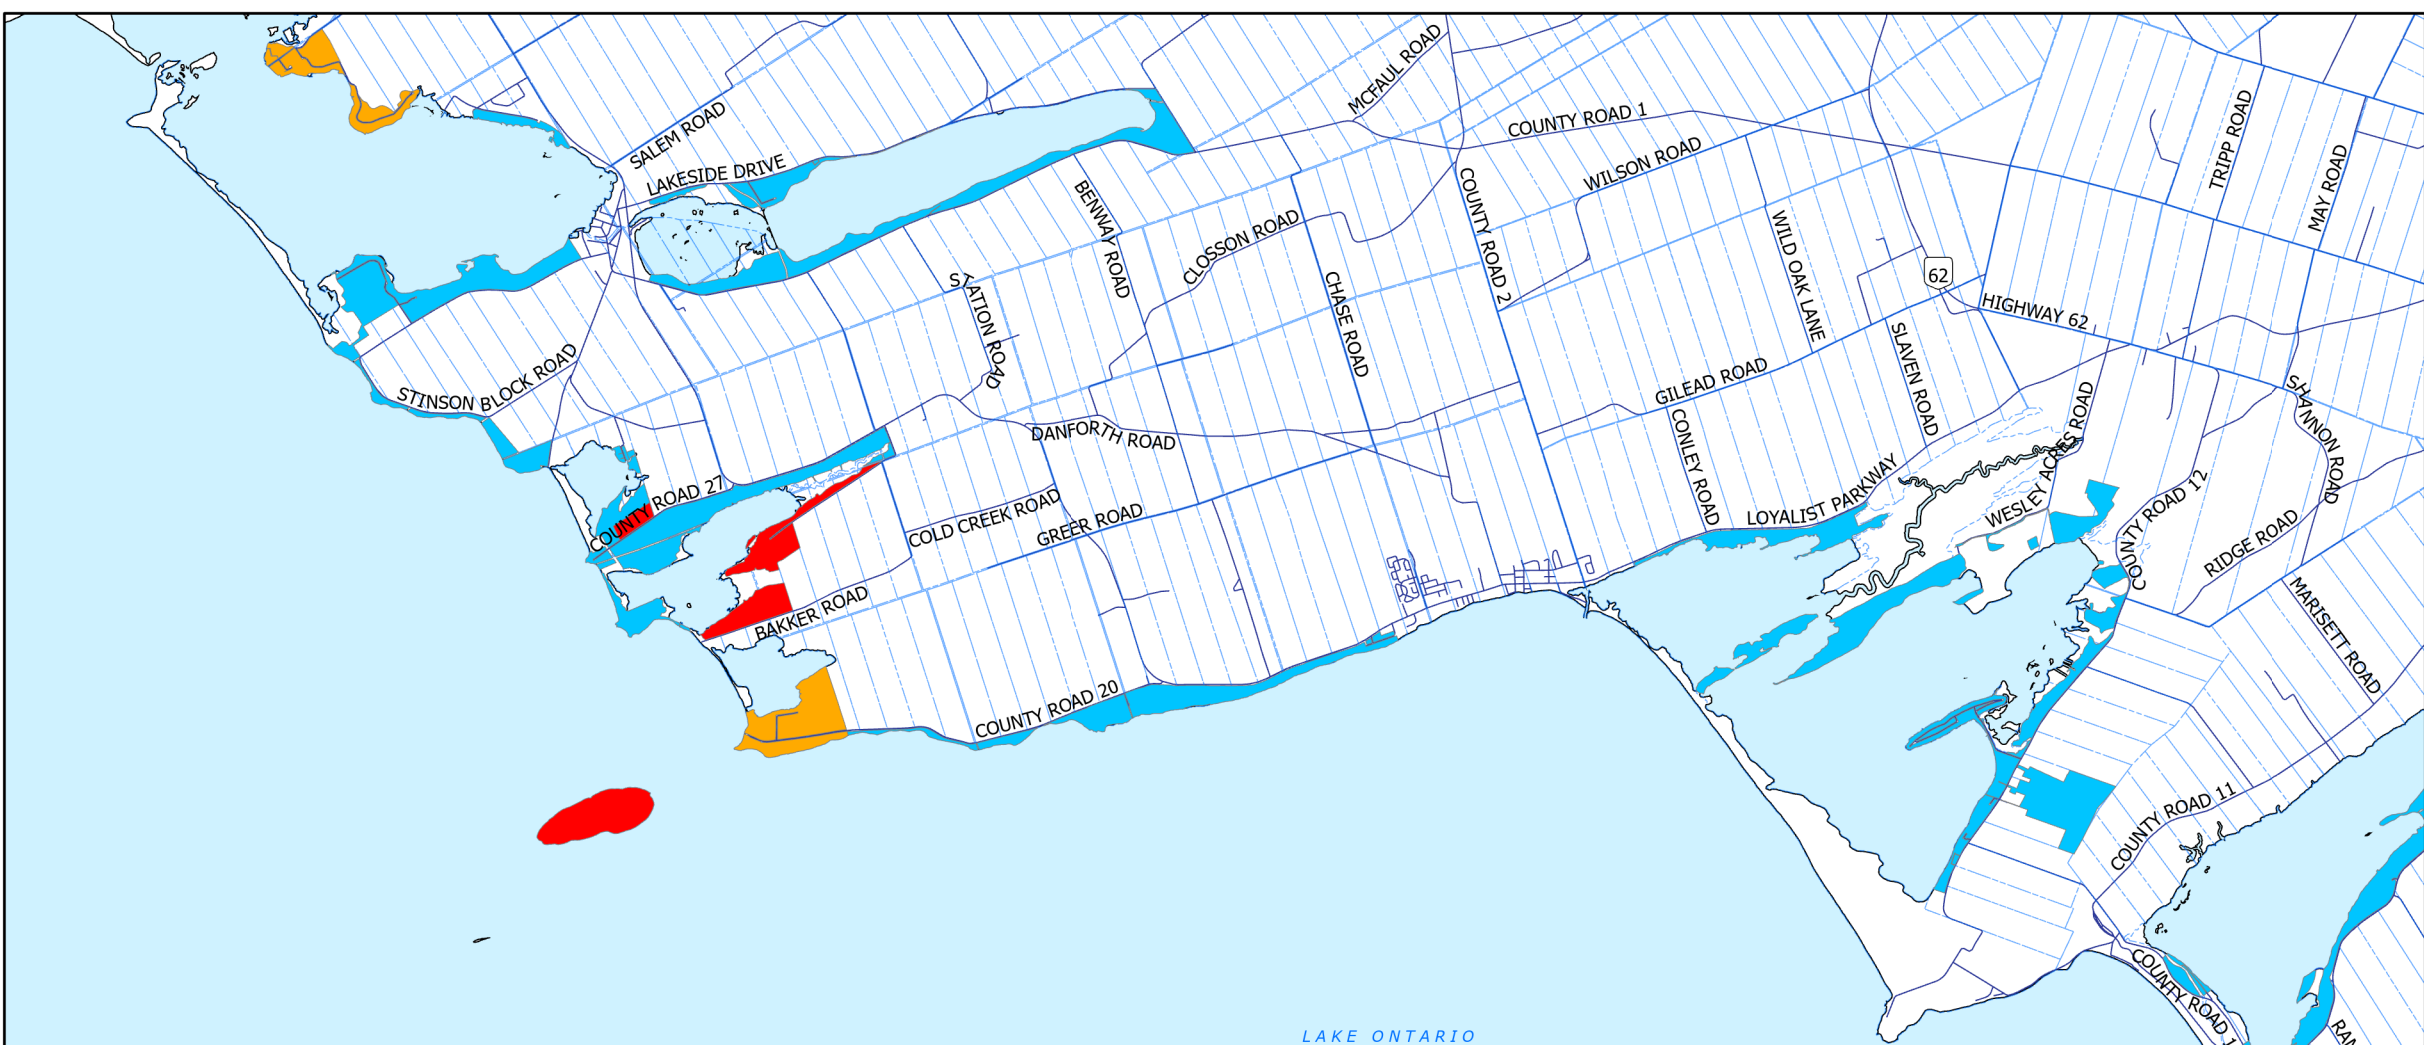 MCFAUL ROAD
SALEM ROAD
COUNTY ROAD 1
TRIPP ROAD
LAKESIDE DRIVE
WILSON ROAD
MAY ROAD
BENWAY ROAD
COUNTY ROAD 2
CLOSSON ROAD
WILD OAK LANE
62
STATION ROAD
CHASE ROAD
HIGHWAY 62
STINSON BLOCK ROAD
SLAVEN ROAD
GILEAD ROAD
SHANNON ROAD
DANFORTH ROAD
CONLEY ROAD
WESLEY ACRES ROAD
COUNTY ROAD 27
LOYALIST PARKWAY
COUNTY ROAD 12
COLD CREEK ROAD
GREER ROAD
RIDGE ROAD
BAKKER ROAD
MARISETT ROAD
COUNTY ROAD 20
COUNTY ROAD 11
COUNTY ROAD 1
LAKE ONTARIO